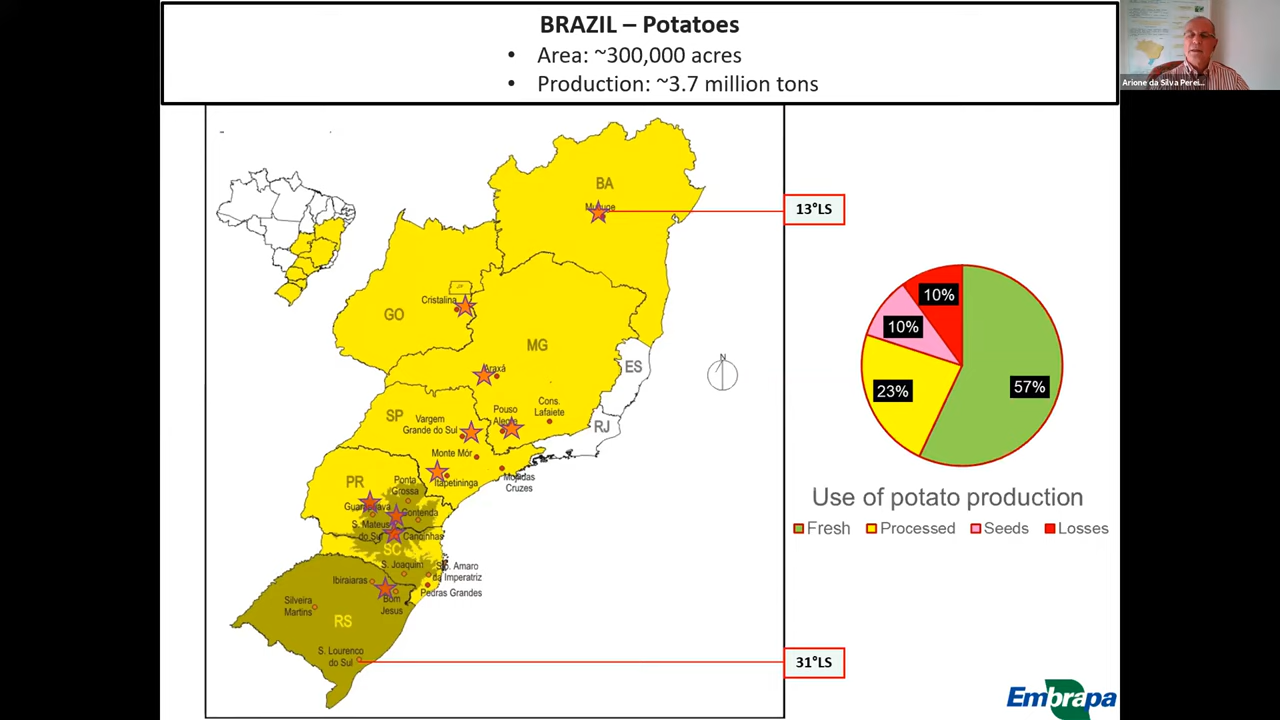 BRAZIL – Potatoes
• Area: ~300,000 acres
• Production: ~3.7 million tons
Arione da Silva Perei...
BA
13°LS
Cristalina
GO
MG
ES
N
Araxá
SP
Vargem
Grande do Sul
Pouso
Alegre
Cons.
Lafaiete
RJ
Monte Mór
Itapetininga
Mojidas
Cruzes
PR
Ponta
Grossa
Guarapuava
Contenda
S. Mateus
do Sul
Canoinhas
SC
S. Joaquim
Sto. Amaro
da Imperatriz
Pedras Grandes
Ibiraiaras
Bom
Jesus
Silveira
Martins
RS
S. Lourenco
do Sul
31°LS
10%
10%
23%
57%
Use of potato production
Fresh Processed Seeds Losses
Embrapa